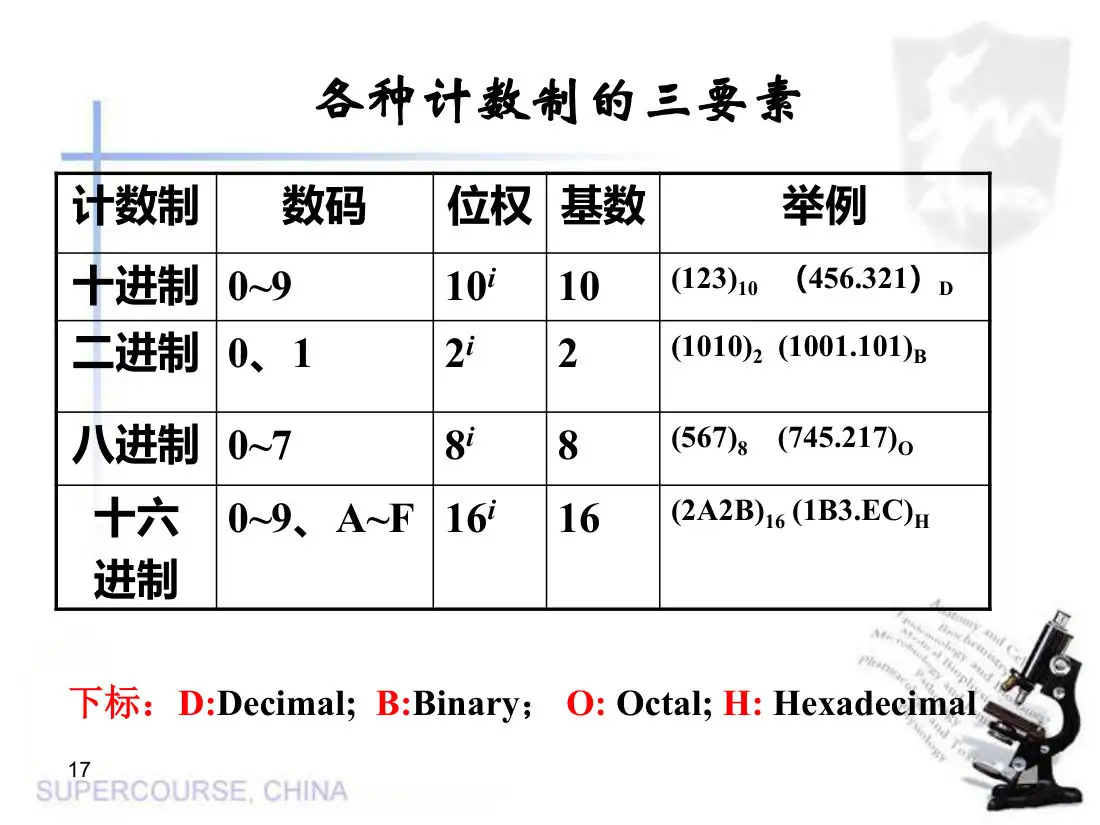 各种计数制的三要素
计数制 数码 位权 基数 举例
十进制 0~9 10i 10 (123)10 （456.321）D
二进制 0、1 2i 2 (1010)2 (1001.101)B
八进制 0~7 8i 8 (567)8 (745.217)O
十六 0~9、A~F 16i 16 (2A2B)16 (1B3.EC)H
进制
下标：D:Decimal; B:Binary； O: Octal; H: Hexadecimal
17
SUPERCOURSE, CHINA